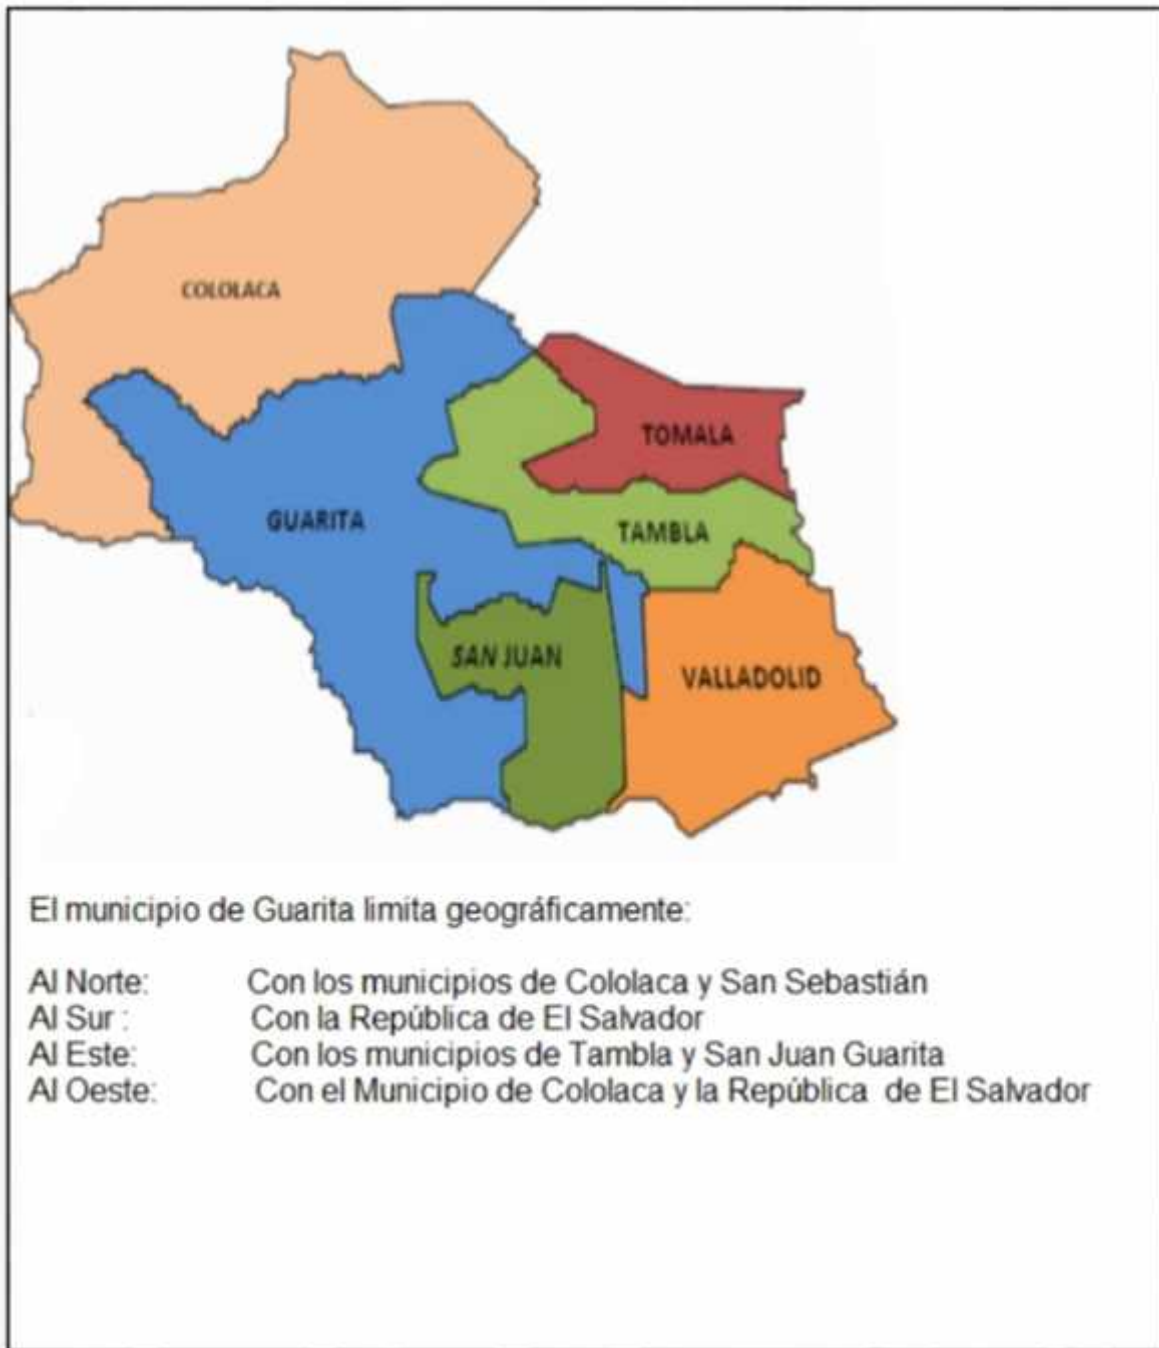 COLOLACA
TOMALA
GUARITA
TAMBLA
SAN JUAN
VALLADOLID
El municipio de Guarita limita geográficamente:
Al Norte: Con los municipios de Cololaca y San Sebastián
Al Sur : Con la República de El Salvador
Al Este: Con los municipios de Tambla y San Juan Guarita
Al Oeste: Con el Municipio de Cololaca y la República de El Salvador